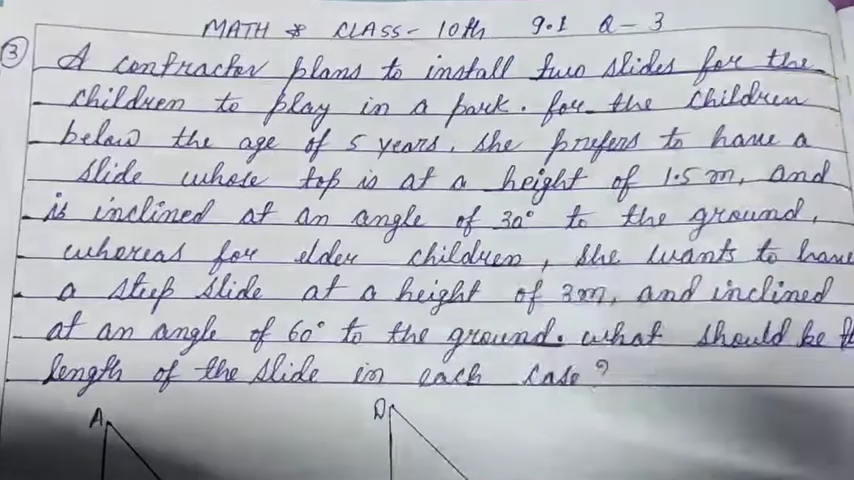 MATH * CLASS - 10th 9.1 Q - 3
3 A contractor plans to install two slides for the
children to play in a park. for the children
below the age of 5 years, she prefers to have a
slide whose top is at a height of 1.5 m, and
is inclined at an angle of 30° to the ground,
whereas for elder children, she wants to have
a steep slide at a height of 3m, and inclined
at an angle of 60° to the ground. what should be
length of the slide in each case?
A D